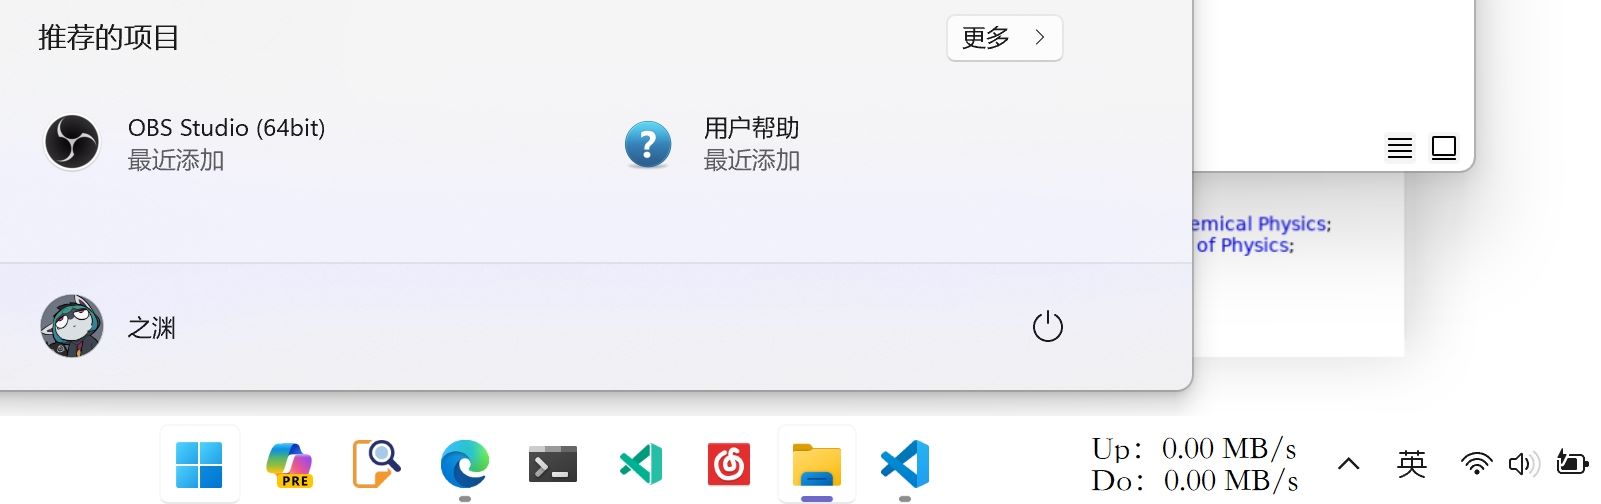 推荐的项目
更多
OBS Studio (64bit)
最近添加
用户帮助
最近添加
emical Physics;
of Physics;
之渊
PRE
Up: 0.00 MB/s
Do: 0.00 MB/s
英